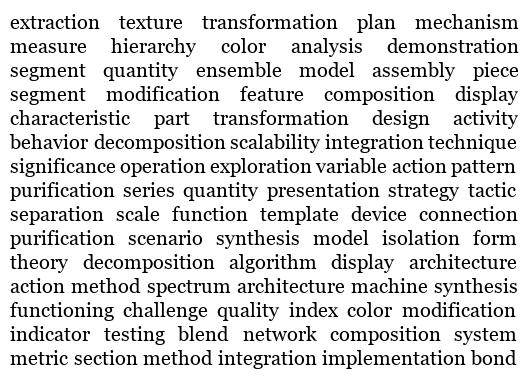 extraction texture transformation plan mechanism
measure hierarchy color analysis demonstration
segment quantity ensemble model assembly piece
segment modification feature composition display
characteristic part transformation design activity
behavior decomposition scalability integration technique
significance operation exploration variable action pattern
purification series quantity presentation strategy tactic
separation scale function template device connection
purification scenario synthesis model isolation form
theory decomposition algorithm display architecture
action method spectrum architecture machine synthesis
functioning challenge quality index color modification
indicator testing blend network composition system
metric section method integration implementation bond